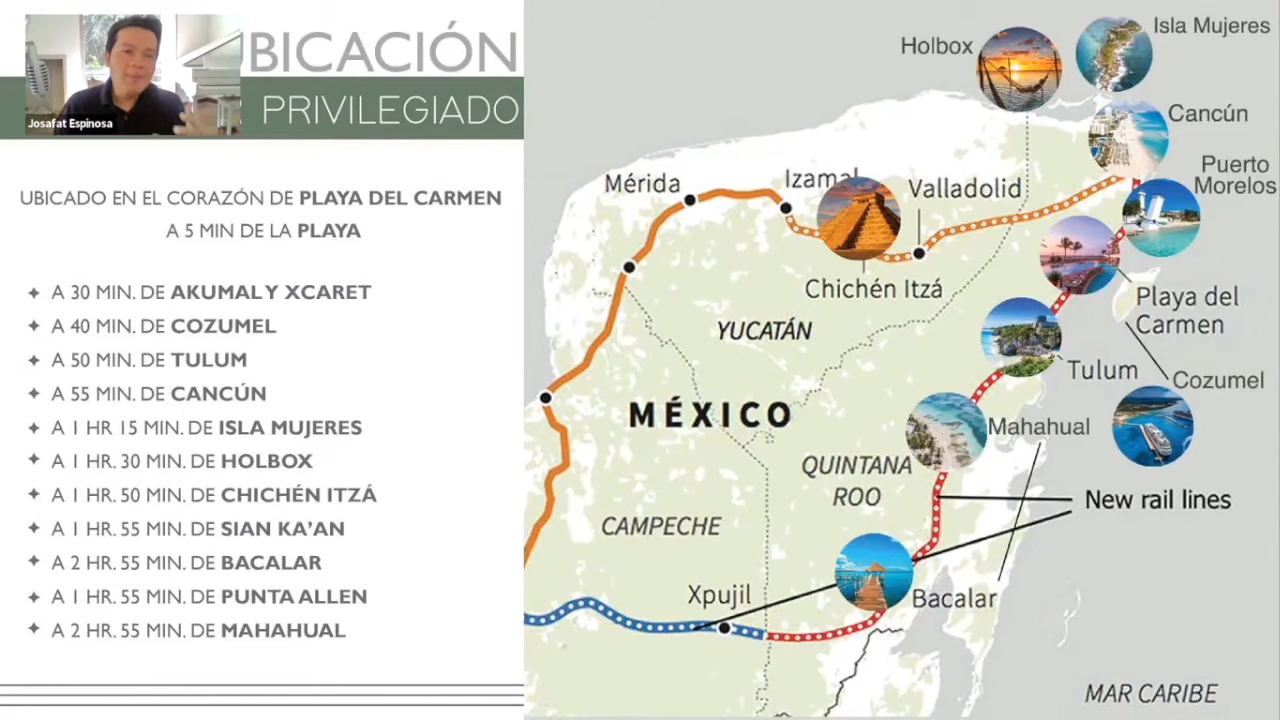 BICACIÓN
PRIVILEGIADO
Josafat Espinosa
UBICADO EN EL CORAZÓN DE PLAYA DEL CARMEN
A 5 MIN DE LA PLAYA
A 30 MIN. DE AKUMAL Y XCARET
A 40 MIN. DE COZUMEL
A 50 MIN. DE TULUM
A 55 MIN. DE CANCÚN
A 1 HR 15 MIN. DE ISLA MUJERES
A 1 HR. 30 MIN. DE HOLBOX
A 1 HR. 50 MIN. DE CHICHÉN ITZÁ
A 1 HR. 55 MIN. DE SIAN KA’AN
A 2 HR. 55 MIN. DE BACALAR
A 1 HR. 55 MIN. DE PUNTA ALLEN
A 2 HR. 55 MIN. DE MAHAHUAL
Holbox
Isla Mujeres
Cancún
Puerto
Morelos
Mérida
Izamal
Valladolid
Chichén Itzá
Playa del
Carmen
YUCATÁN
Tulum
Cozumel
MÉXICO
Mahahual
QUINTANA
ROO
New rail lines
CAMPECHE
Xpujil
Bacalar
MAR CARIBE